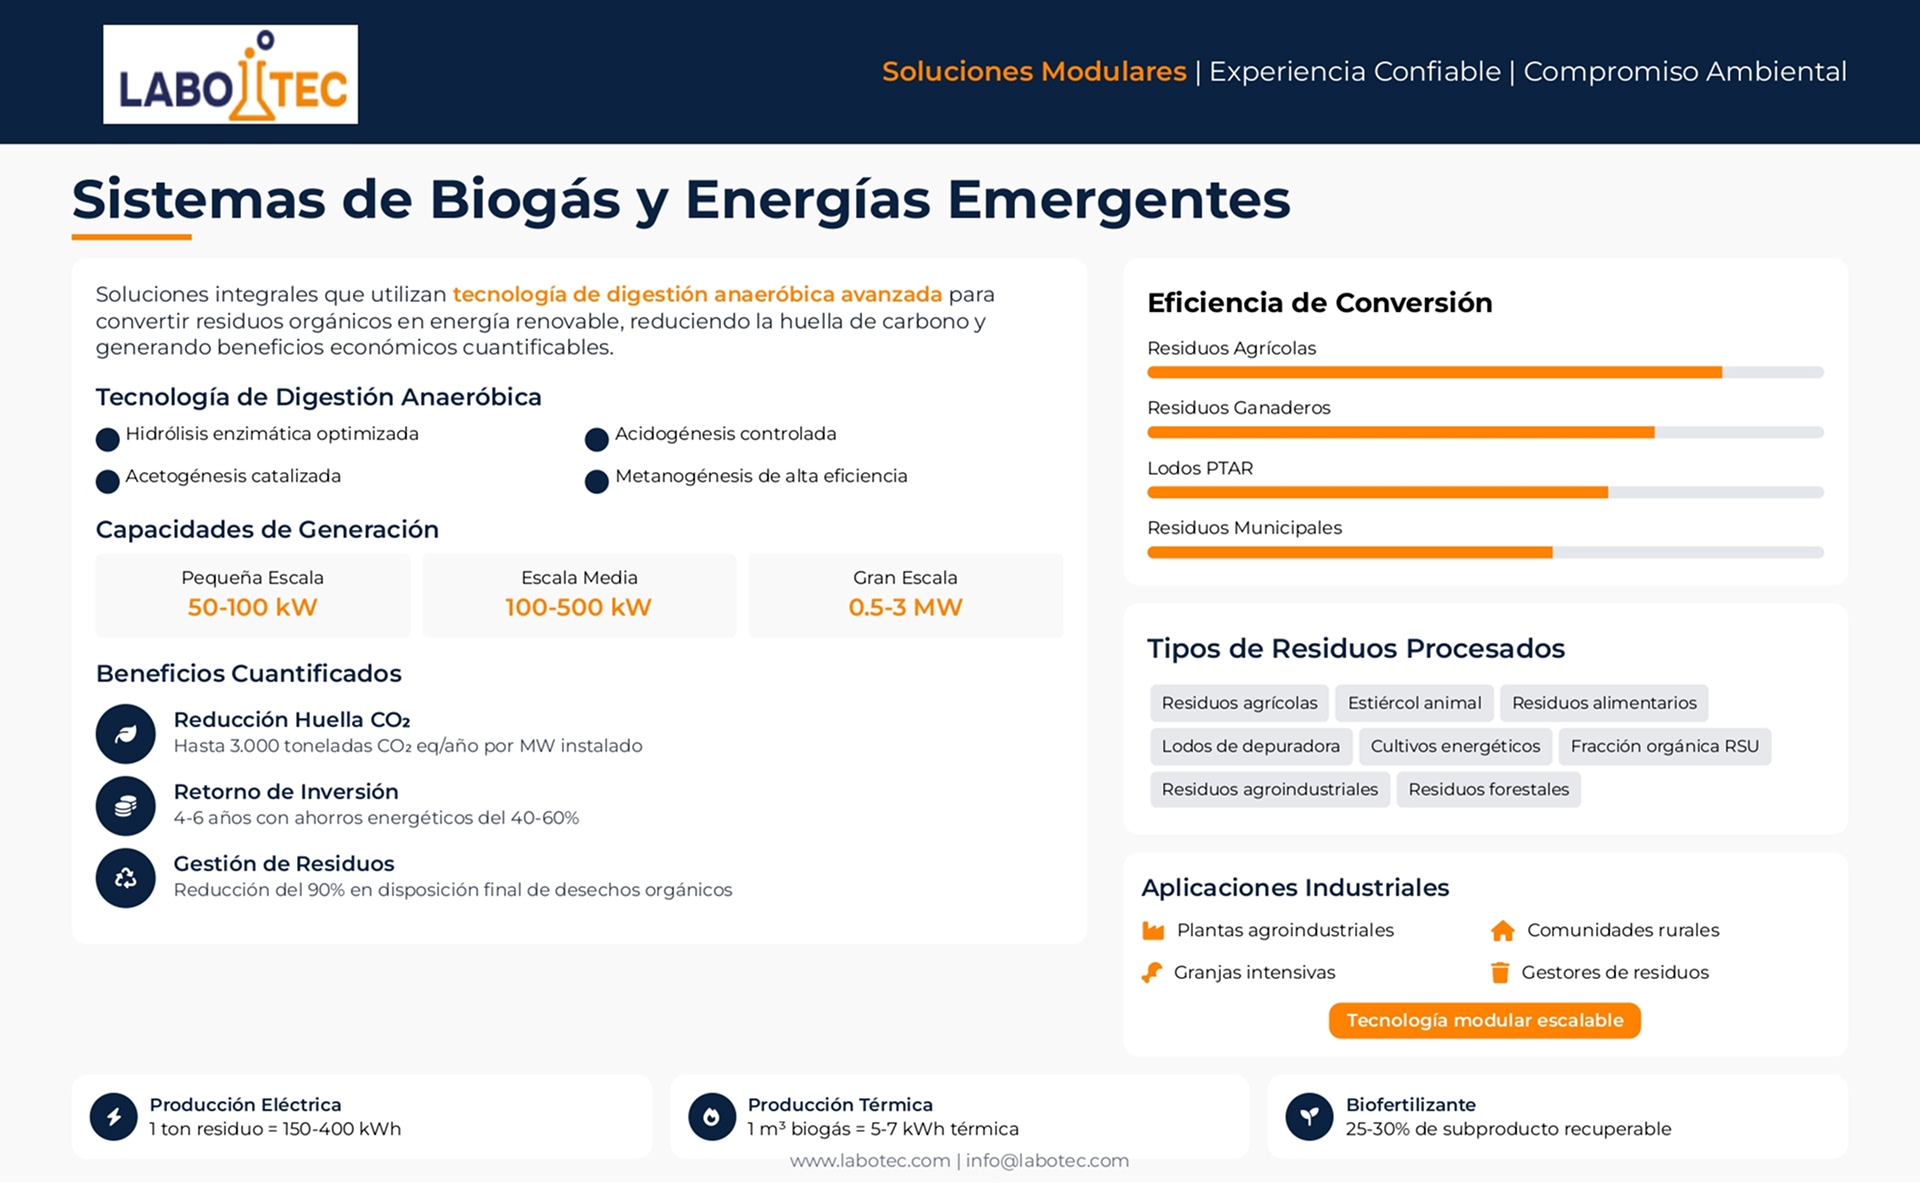 LABOTEC
Soluciones Modulares | Experiencia Confiable | Compromiso Ambiental
Sistemas de Biogás y Energías Emergentes
Soluciones integrales que utilizan tecnología de digestión anaeróbica avanzada para
convertir residuos orgánicos en energía renovable, reduciendo la huella de carbono y
generando beneficios económicos cuantificables.
Tecnología de Digestión Anaeróbica
Hidrólisis enzimática optimizada
Acidogénesis controlada
Acetogénesis catalizada
Metanogénesis de alta eficiencia
Capacidades de Generación
Pequeña Escala
50-100 kW
Escala Media
100-500 kW
Gran Escala
0.5-3 MW
Beneficios Cuantificados
Reducción Huella CO₂
Hasta 3.000 toneladas CO₂ eq/año por MW instalado
Retorno de Inversión
4-6 años con ahorros energéticos del 40-60%
Gestión de Residuos
Reducción del 90% en disposición final de desechos orgánicos
Eficiencia de Conversión
Residuos Agrícolas
Residuos Ganaderos
Lodos PTAR
Residuos Municipales
Tipos de Residuos Procesados
Residuos agrícolas
Estiércol animal
Residuos alimentarios
Lodos de depuradora
Cultivos energéticos
Fracción orgánica RSU
Residuos agroindustriales
Residuos forestales
Aplicaciones Industriales
Plantas agroindustriales
Comunidades rurales
Granjas intensivas
Gestores de residuos
Tecnología modular escalable
Producción Eléctrica
1 ton residuo = 150-400 kWh
Producción Térmica
1 m³ biogás = 5-7 kWh térmica
Biofertilizante
25-30% de subproducto recuperable
www.labotec.com | info@labotec.com